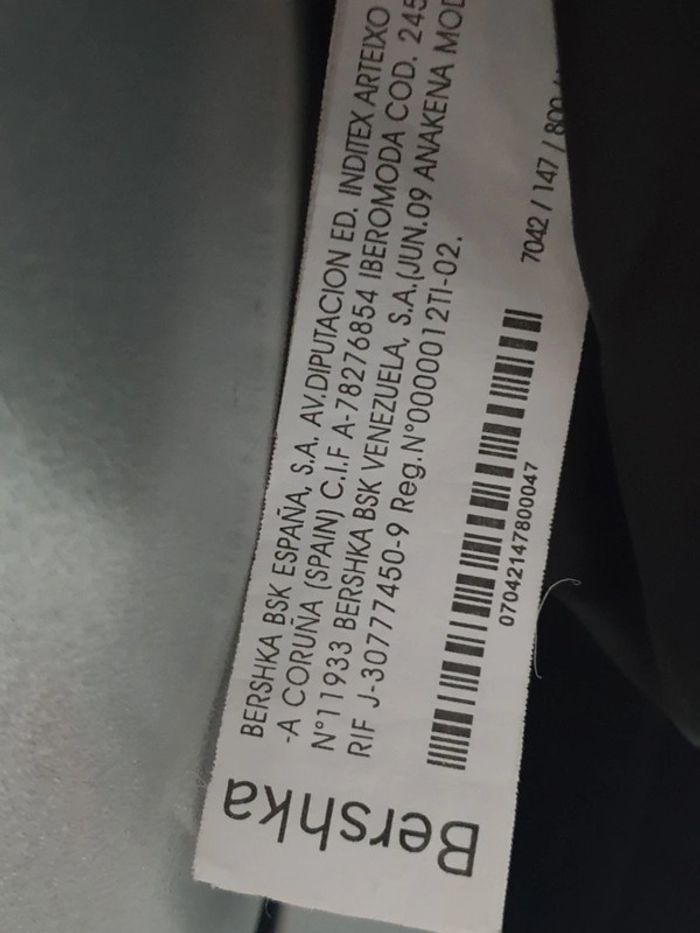 Bershka
BERSHKA BSK ESPAÑA, S.A. AV.DIPUTACION ED. INDITEX ARTEIXO
-A CORUÑA (SPAIN) C.I.F A-78276854 IBEROMODA COD. 245
N°11933 BERSHKA BSK VENEZUELA, S.A.(JUN.09 ANAKENA MOD
RIF J-30777450-9 Reg.N°0000012TI-02.
07042147800047
7042 / 147 / 800 /